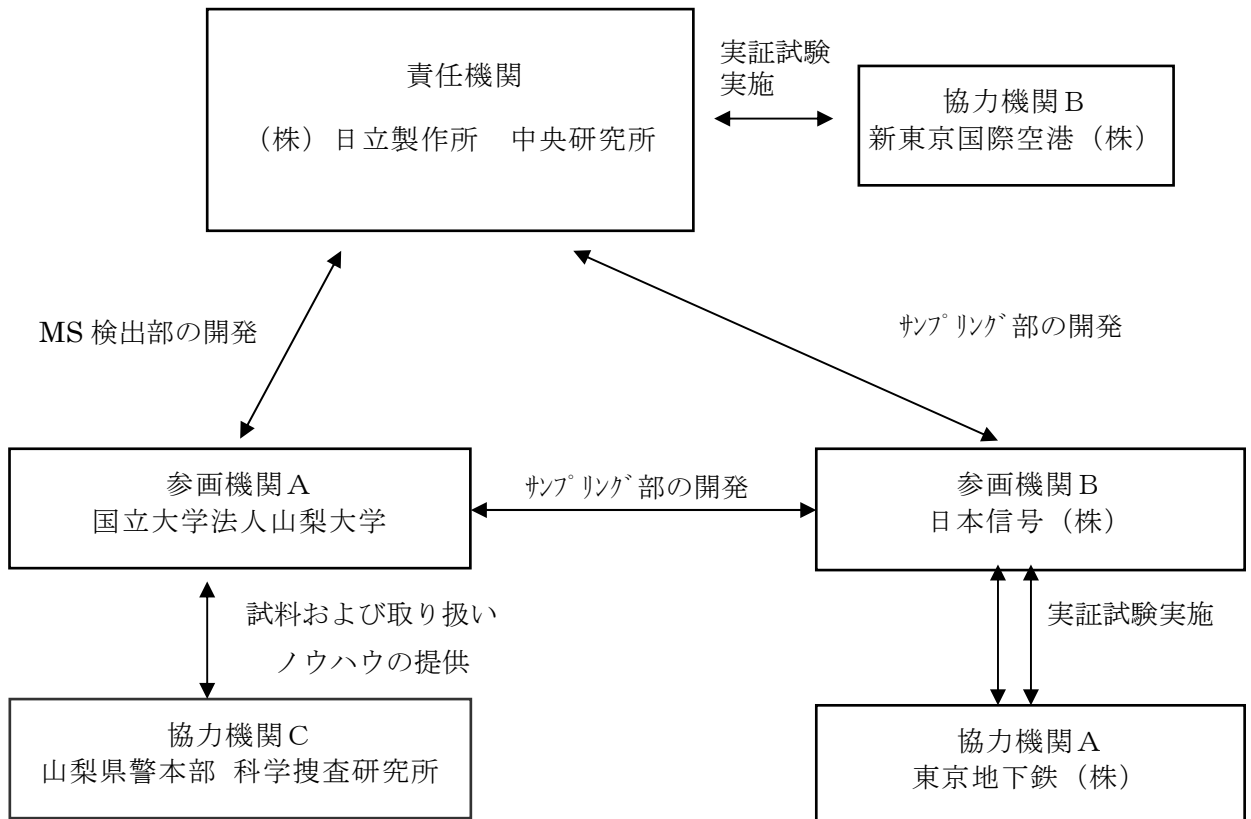 責任機関
（株）日立製作所　中央研究所
実証試験
実施
協力機関Ｂ
新東京国際空港（株）
MS 検出部の開発
ｻﾝﾌﾟﾘﾝｸﾞ部の開発
参画機関Ａ
国立大学法人山梨大学
ｻﾝﾌﾟﾘﾝｸﾞ部の開発
参画機関Ｂ
日本信号（株）
試料および取り扱い
ノウハウの提供
実証試験実施
協力機関Ｃ
山梨県警本部 科学捜査研究所
協力機関Ａ
東京地下鉄（株）